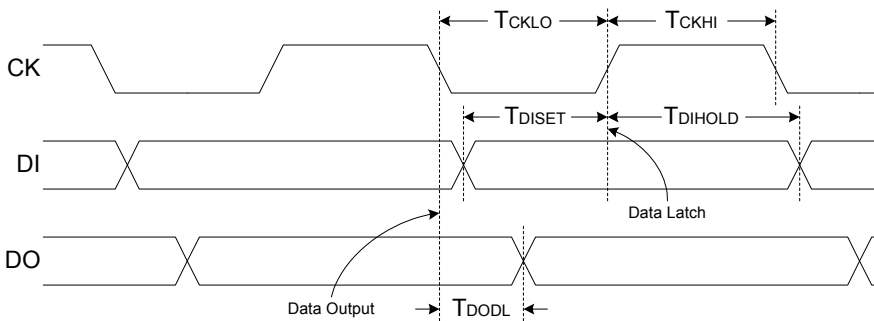 TCKLO TCKHI
CK
TDISET TDIHOLD
DI
Data Latch
DO
Data Output TDODL